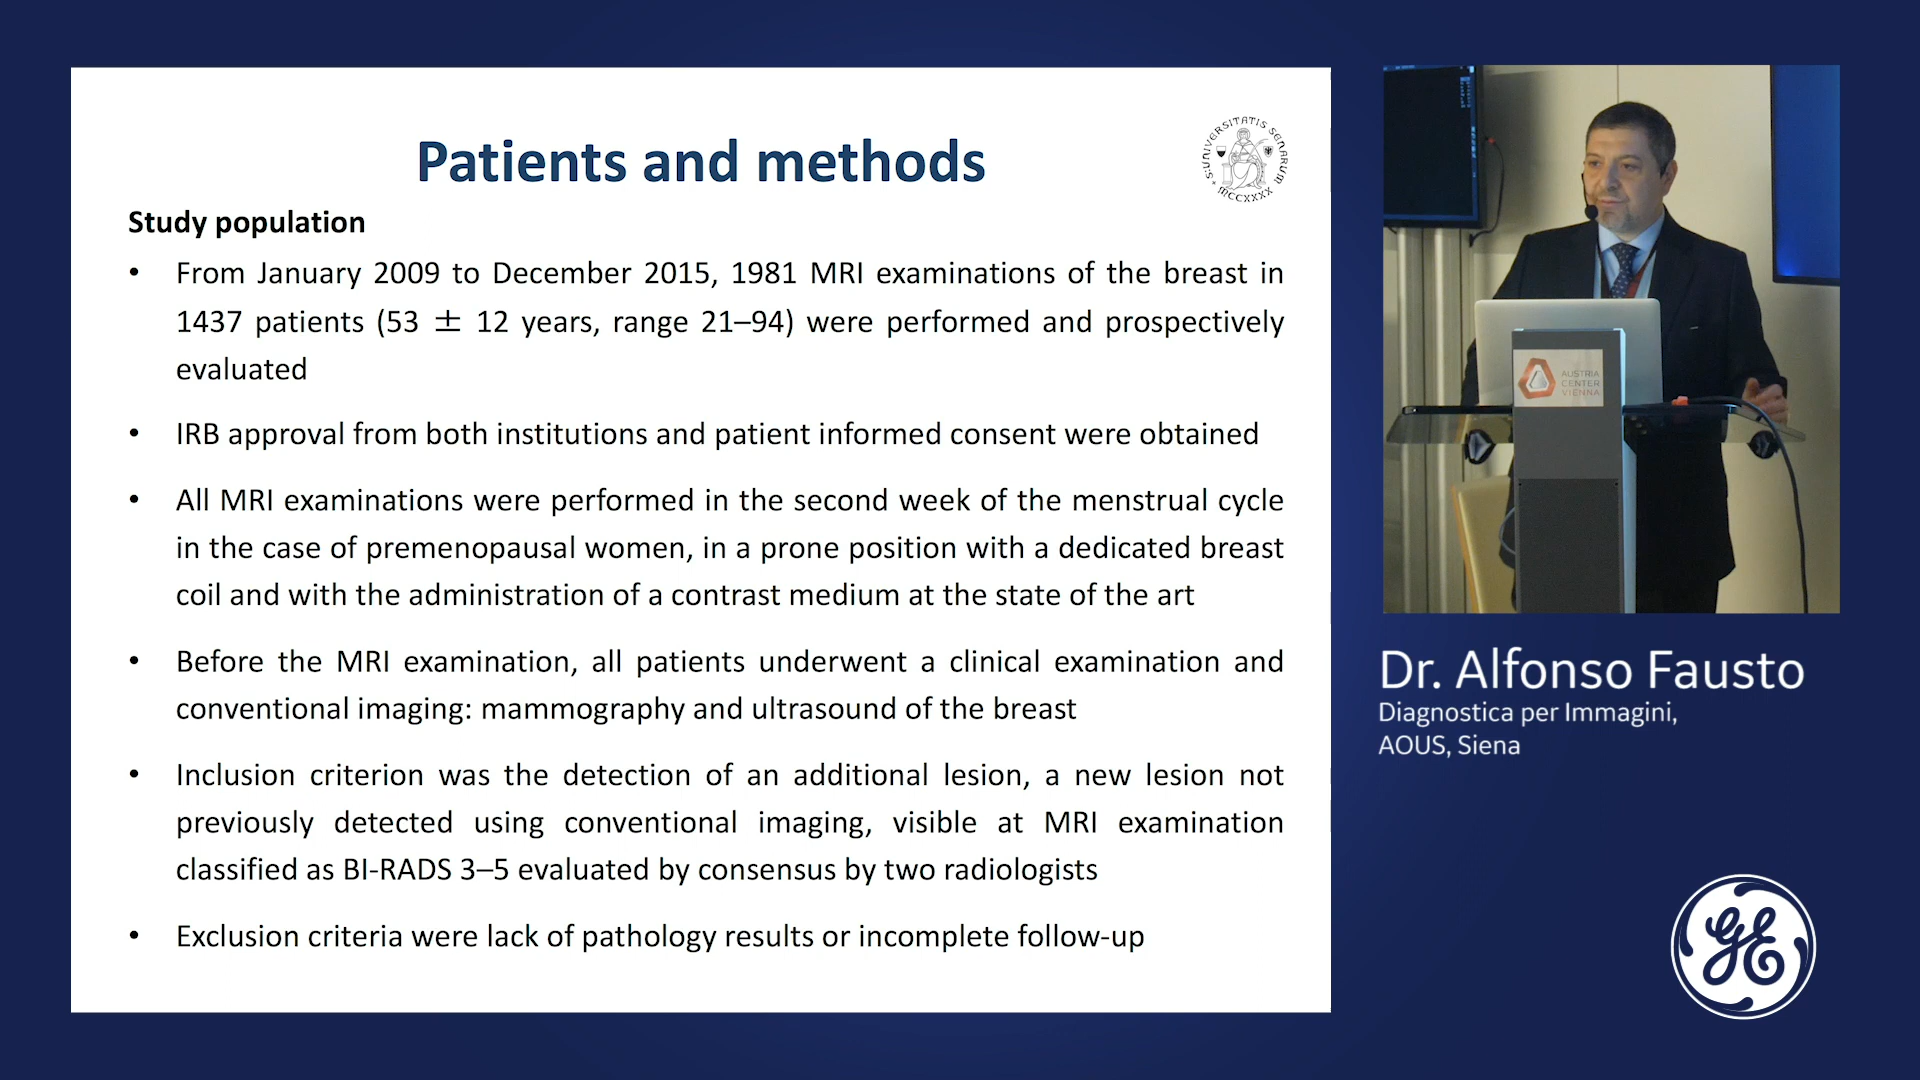 Patients and methods
S:UNIVERSITATIS SENARUM
MCCXXXX
Study population
• From January 2009 to December 2015, 1981 MRI examinations of the breast in
1437 patients (53 ± 12 years, range 21–94) were performed and prospectively
evaluated
• IRB approval from both institutions and patient informed consent were obtained
• All MRI examinations were performed in the second week of the menstrual cycle
in the case of premenopausal women, in a prone position with a dedicated breast
coil and with the administration of a contrast medium at the state of the art
• Before the MRI examination, all patients underwent a clinical examination and
conventional imaging: mammography and ultrasound of the breast
• Inclusion criterion was the detection of an additional lesion, a new lesion not
previously detected using conventional imaging, visible at MRI examination
classified as BI-RADS 3–5 evaluated by consensus by two radiologists
• Exclusion criteria were lack of pathology results or incomplete follow-up
AUSTRIA
CENTER
VIENNA
Dr. Alfonso Fausto
Diagnostica per Immagini,
AOUS, Siena
GE